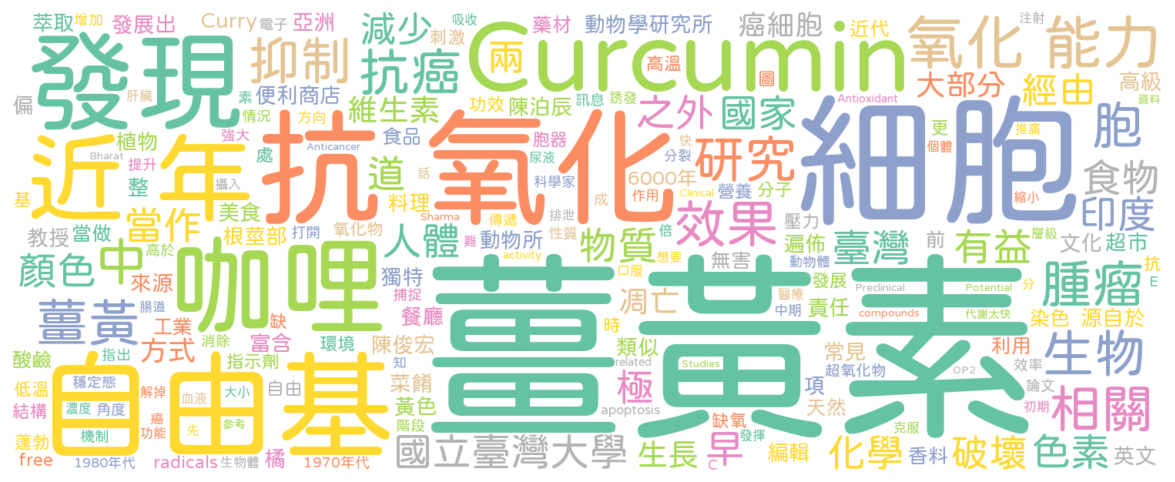 萃取 增加 發展出 Curry 電子 亞洲 減少 吸收 刺激 藥材 動物學研究所 癌細胞 近代 注射
發現 抑制 抗癌 Curcumin 兩 高溫 圖 氧化 能力
偏 肝臟 素 便利商店 維生素 功效 陳泊辰 訊息 誘發 之外 國家 Antioxidant 大部分 經由 高級 資料
近年 植物 強大 情況 方向 Anticancer 抗氧化 食品 胞器 尿液 快 分裂 研究 細胞 更 推廣 個體 胞
Bharat 提升 處 整 攝入 道 話 科學家 成 6000年 作用 營養 Clinical 分子 縮小 食物
基 當作 美食 料理 Sharma 傳遞 排泄 效果 壓力 印度
教授 當做 高於 根莖部 打開 氧化物 人體 難 動物所 性質 物質 倍 無害 遍佈 臺灣 前 有益 文化 超市 層級 抗
顏色 中 來源 咖哩 獨特 activity 想要 口服 動物體 醫療 中期 發展 責任 Preclinical Potential 分 腫瘤 E
薑黃 腸道 工業 缺 捕捉 餐廳 薑黃素 凋亡 時 compounds 代謝太快 染色 源自於
酸鹼 指出 方式 消除 富含 環境 陳俊宏 類似 常見 利用 生物
低溫 穩定態 解掉 指示劑 大小 自由 知 菜餚 related 極 Studies 項 超氧化物 OP2 效率
結構 濃度 角度 自由基 癌 血液 黃色 apoptosis 缺氧 天然 論文 初期 相關
蓬勃 機制 功能 先 參考 階段 國立臺灣大學 生長 早 發揮 克服 化學 破壞 色素
free 1980年代 radicals 生物體 橘 1970年代 C 編輯 香料 英文